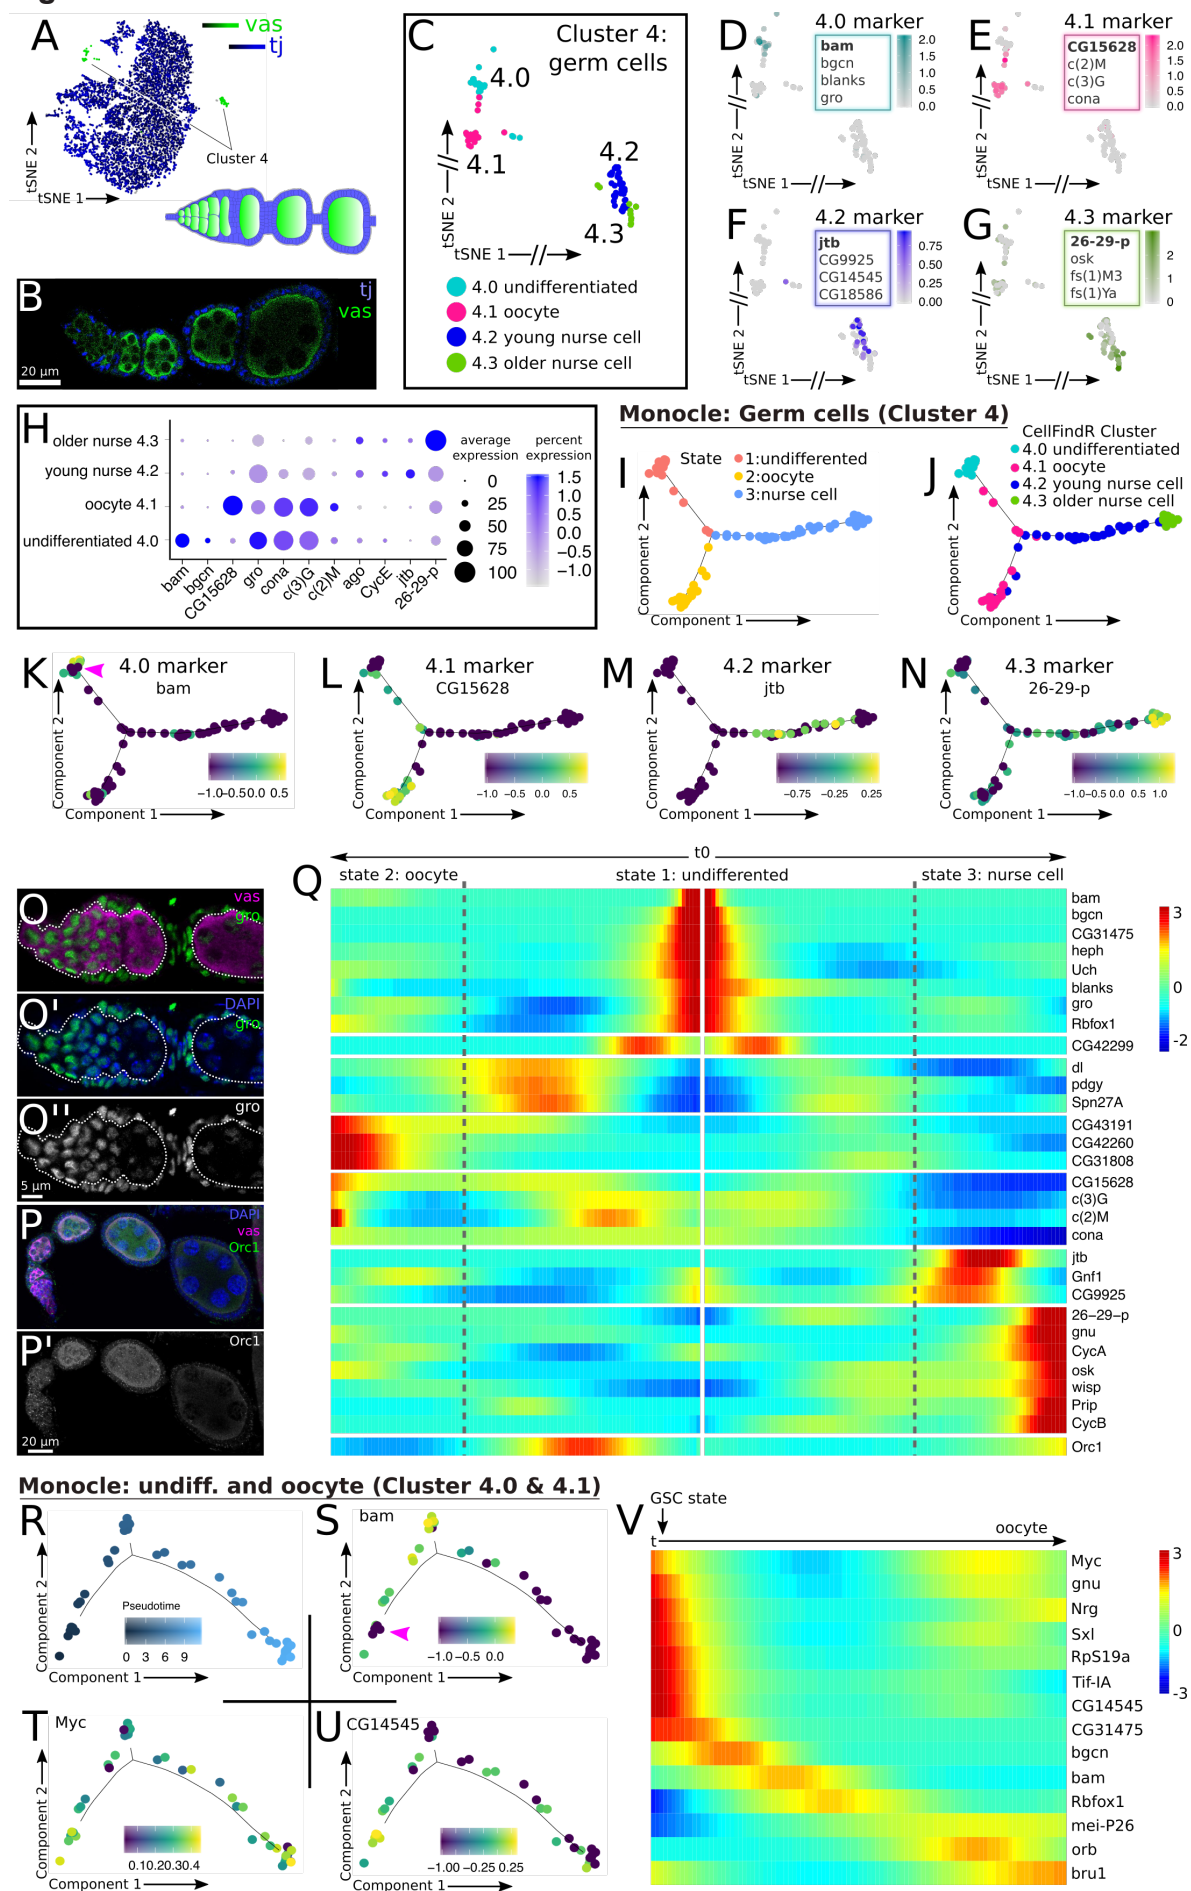 A
vas
tj
Cluster 4
tSNE 2
tSNE 1
B
tj
vas
20 µm
C
Cluster 4:
germ cells
4.0
4.1
4.2
4.3
tSNE 2
tSNE 1
4.0 undifferentiated
4.1 oocyte
4.2 young nurse cell
4.3 older nurse cell
D
4.0 marker
bam
bgcn
blanks
gro
2.0
1.5
1.0
0.5
0.0
tSNE 2
tSNE 1
E
4.1 marker
CG15628
c(2)M
c(3)G
cona
2.0
1.5
1.0
0.5
0.0
tSNE 2
tSNE 1
F
4.2 marker
jtb
CG9925
CG14545
CG18586
0.75
0.50
0.25
0.00
tSNE 2
tSNE 1
G
4.3 marker
26-29-p
osk
fs(1)M3
fs(1)Ya
2
1
0
tSNE 2
tSNE 1
H
older nurse 4.3
young nurse 4.2
oocyte 4.1
undifferentiated 4.0
bam
bgcn
CG15628
gro
cona
c(3)G
c(2)M
ago
CycE
jtb
26-29-p
average
expression
0
25
50
75
100
percent
expression
1.5
1.0
0.5
0.0
−0.5
−1.0
Monocle: Germ cells (Cluster 4)
I
State
1:undifferented
2:oocyte
3:nurse cell
Component 2
Component 1
J
CellFindR Cluster
4.0 undifferentiated
4.1 oocyte
4.2 young nurse cell
4.3 older nurse cell
Component 2
Component 1
K
4.0 marker
bam
−1.0−0.50.0 0.5
Component 2
Component 1
L
4.1 marker
CG15628
−1.0 0.0 0.5
Component 2
Component 1
M
4.2 marker
jtb
−0.75 −0.25 0.25
Component 2
Component 1
N
4.3 marker
26-29-p
−1.0−0.5 0.0 0.5 1.0
Component 2
Component 1
O
vas
gro
O'
DAPI
gro
O''
gro
5 µm
P
DAPI
vas
Orc1
P'
Orc1
20 µm
Q
t0
state 2: oocyte
state 1: undifferented
state 3: nurse cell
bam
bgcn
CG31475
heph
Uch
blanks
gro
Rbfox1
CG42299
dl
pdgy
Spn27A
CG43191
CG42260
CG31808
CG15628
c(3)G
c(2)M
cona
jtb
Gnf1
CG9925
26−29−p
gnu
CycA
osk
wisp
Prip
CycB
Orc1
3
0
-2
Monocle: undiff. and oocyte (Cluster 4.0 & 4.1)
R
Pseudotime
0 3 6 9
Component 2
Component 1
S
bam
−1.0 −0.5 0.0
Component 2
Component 1
T
Myc
0.10.20.30.4
Component 2
Component 1
U
CG14545
−1.00 −0.25 0.25
Component 2
Component 1
V
GSC state
t
oocyte
Myc
gnu
Nrg
Sxl
RpS19a
Tif-IA
CG14545
CG31475
bgcn
bam
Rbfox1
mei-P26
orb
bru1
3
0
-3